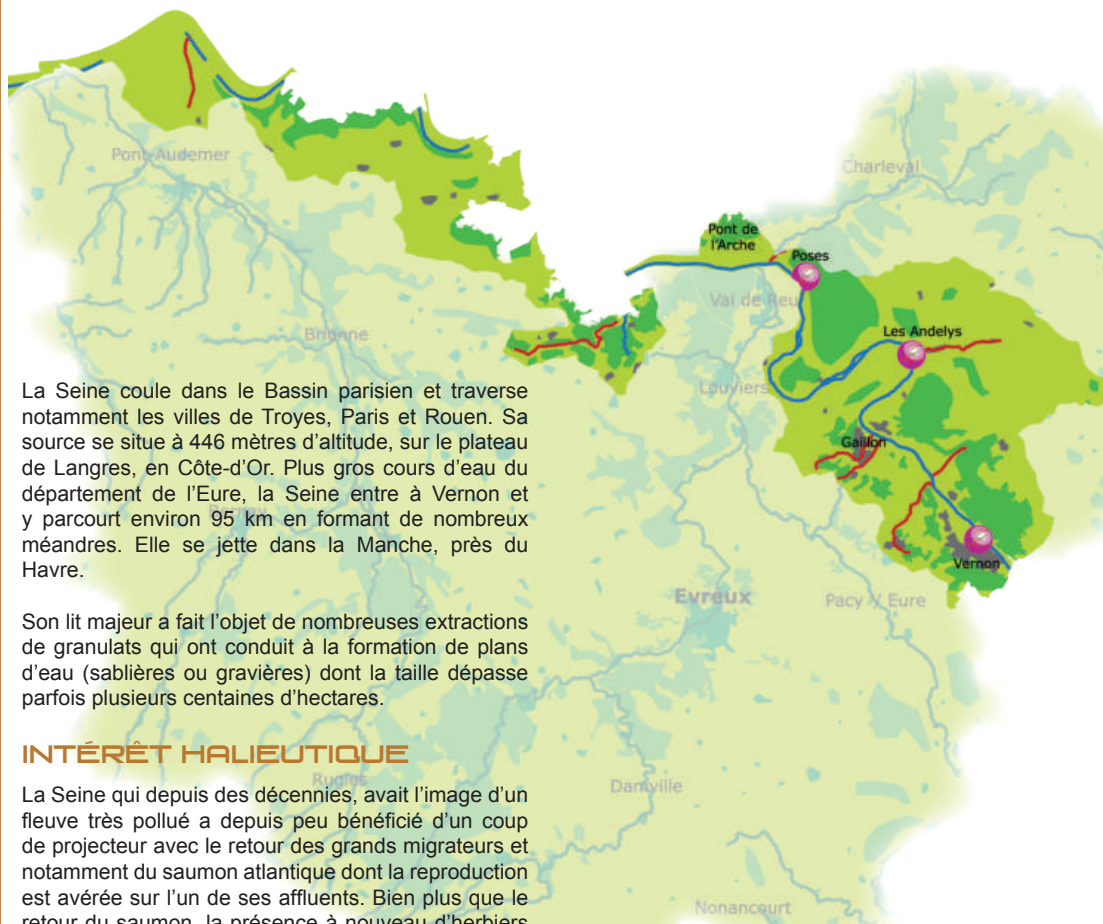 Pont-Audemer
Charleval
Pont de
l'Arche
Poses
Val de Reu
Brionne
Les Andelys
Louviers
Gaillon
Vernon
Evreux
Pacy / Eure
La Seine coule dans le Bassin parisien et traverse
notamment les villes de Troyes, Paris et Rouen. Sa
source se situe à 446 mètres d’altitude, sur le plateau
de Langres, en Côte-d’Or. Plus gros cours d’eau du
département de l’Eure, la Seine entre à Vernon et
y parcourt environ 95 km en formant de nombreux
méandres. Elle se jette dans la Manche, près du
Havre.
Son lit majeur a fait l’objet de nombreuses extractions
de granulats qui ont conduit à la formation de plans
d’eau (sablières ou gravières) dont la taille dépasse
parfois plusieurs centaines d’hectares.
INTÉRÊT HALIEUTIQUE
Rugles
Damville
La Seine qui depuis des décennies, avait l’image d’un
fleuve très pollué a depuis peu bénéficié d’un coup
de projecteur avec le retour des grands migrateurs et
notamment du saumon atlantique dont la reproduction
est avérée sur l’un de ses affluents. Bien plus que le
retour du saumon, la présence à nouveau d’herbiers
Nonancourt